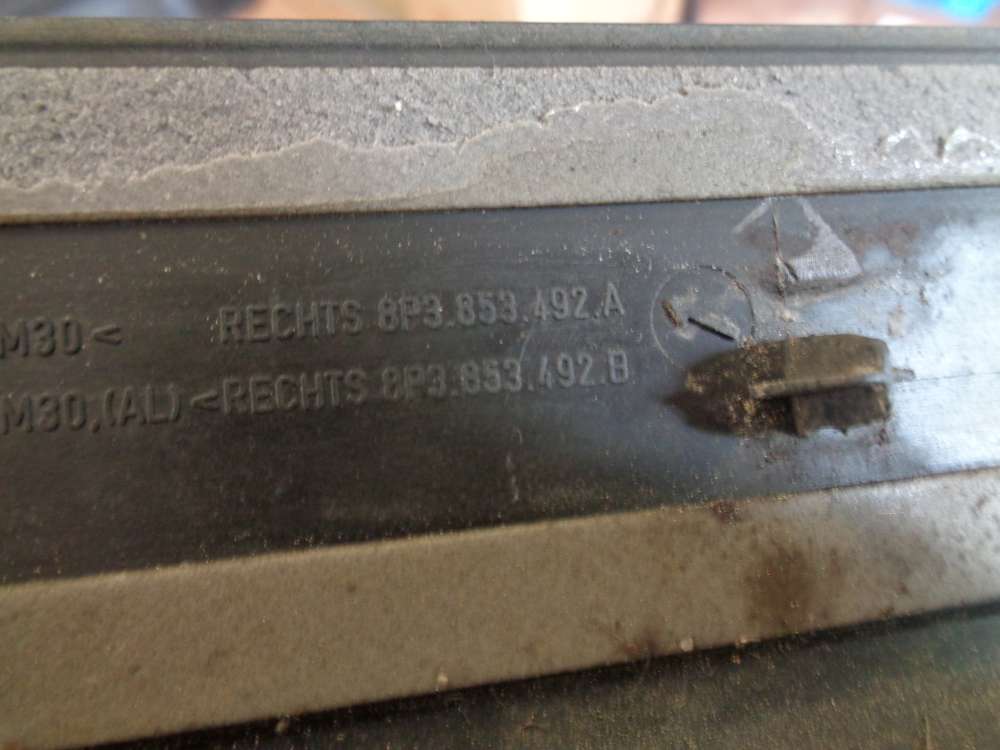 M30< RECHTS 8P3.853.492.A
M30,(AL)<RECHTS 8P3.853.492.B